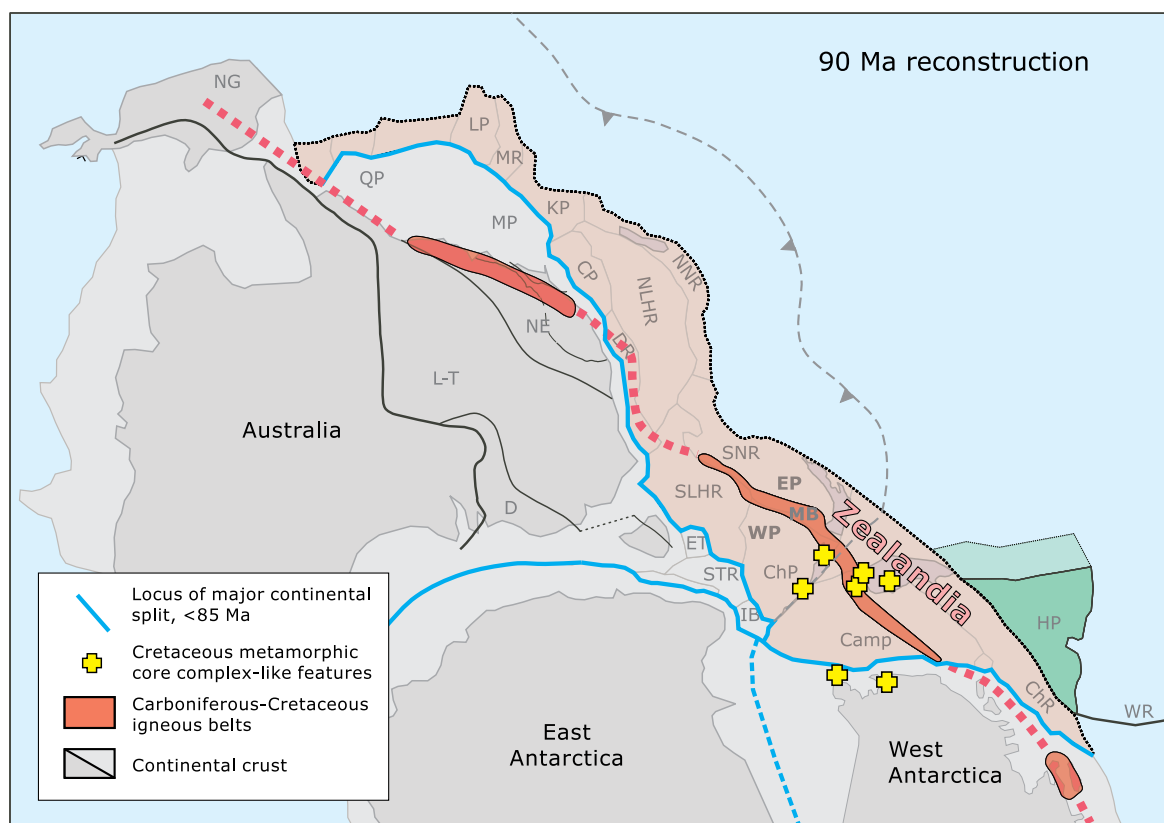 90 Ma reconstruction
NG
LP
MR
QP
KP
MP
NNR
CP
NLHR
NE
DR
L-T
Australia
SNR
EP
SLHR
MB
WP
Zealandia
D
ET
ChP
STR
IB
HP
Camp
ChR
WR
East
Antarctica
West
Antarctica
Locus of major continental
split, <85 Ma
Cretaceous metamorphic
core complex-like features
Carboniferous-Cretaceous
igneous belts
Continental crust